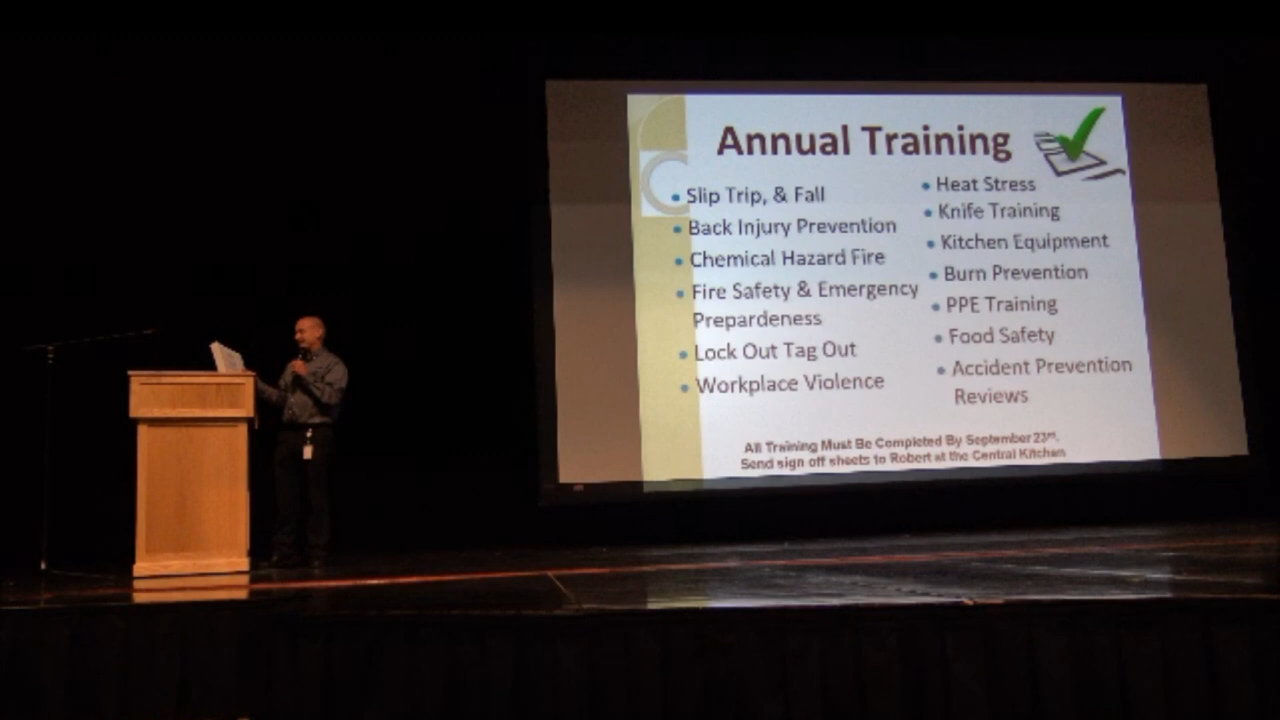 Annual Training
Slip Trip, & Fall
Back Injury Prevention
Chemical Hazard Fire
Fire Safety & Emergency
Prepardeness
Lock Out Tag Out
Workplace Violence
Heat Stress
Knife Training
Kitchen Equipment
Burn Prevention
PPE Training
Food Safety
Accident Prevention
Reviews
All Training Must Be Completed By September 23rd.
Send sign off sheets to Robert at the Central Kitchen